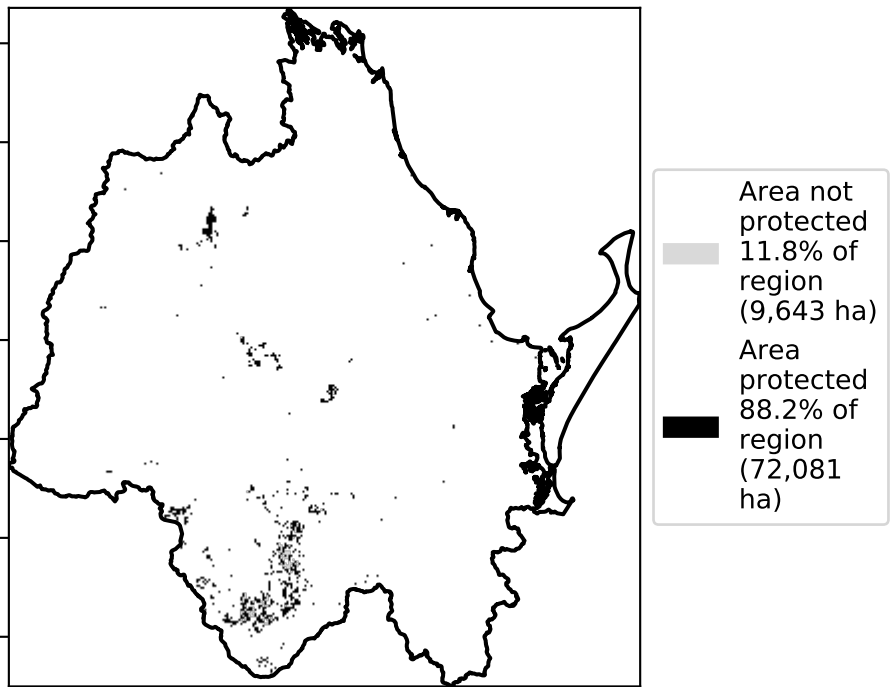 Area not
protected
11.8% of
region
(9,643 ha)
Area
protected
88.2% of
region
(72,081
ha)